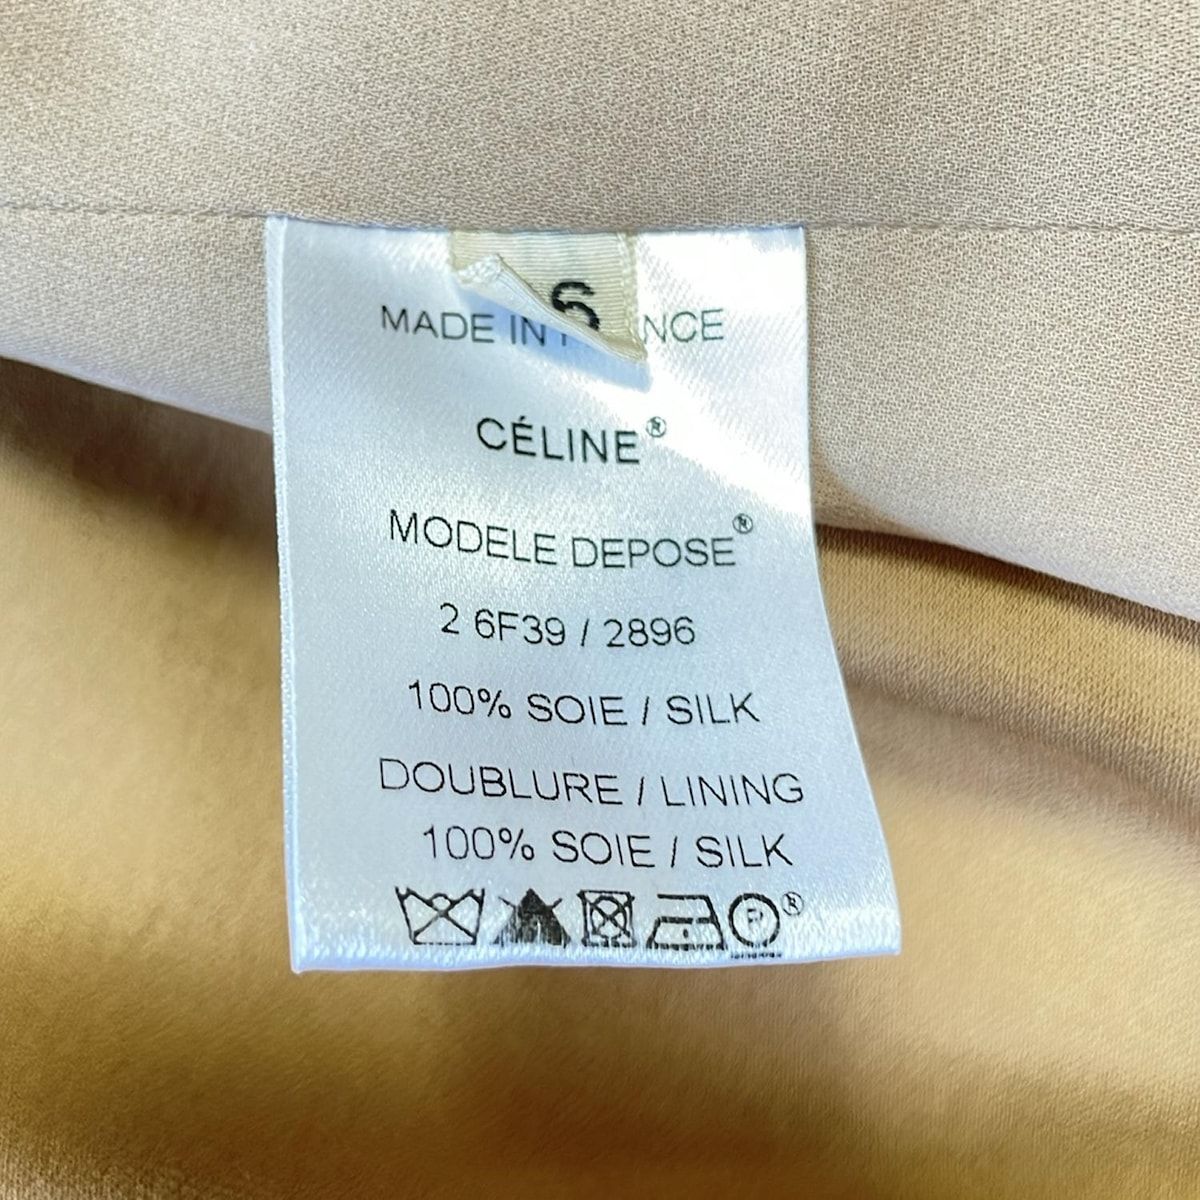 S
MADE IN NCE
CÉLINE®
MODELE DEPOSE®
2 6F39 / 2896
100% SOIE / SILK
DOUBLURE / LINING
100% SOIE / SILK
P ®